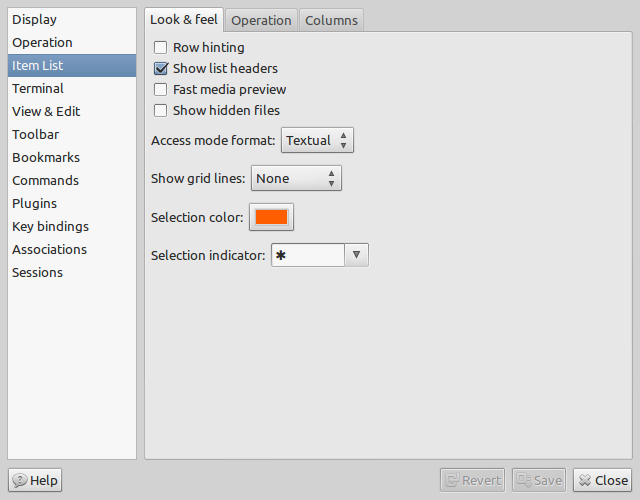 Display
Operation
Item List
Terminal
View & Edit
Toolbar
Bookmarks
Commands
Plugins
Key bindings
Associations
Sessions
Look & feel
Operation
Columns
Row hinting
Show list headers
Fast media preview
Show hidden files
Access mode format: Textual
Show grid lines: None
Selection color:
Selection indicator: ✱
Help
Revert
Save
Close